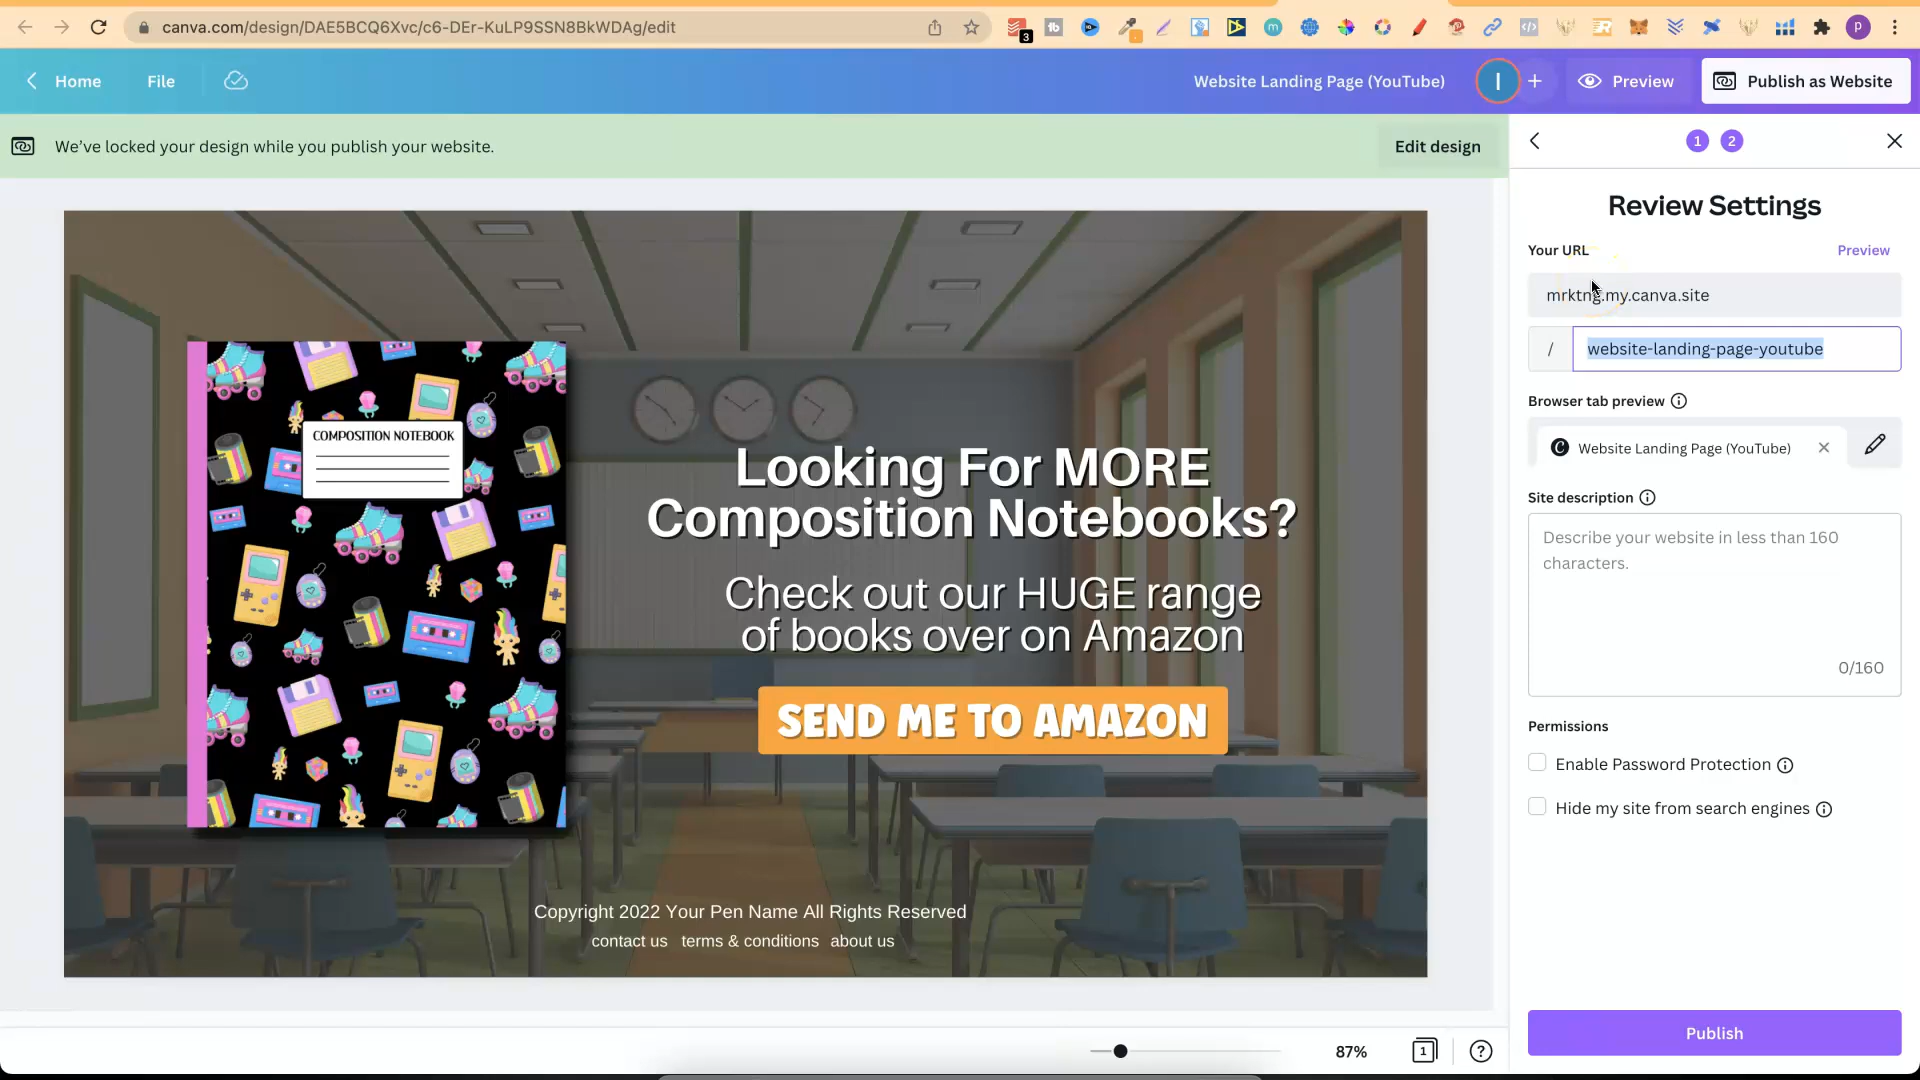 canva.com/design/DAE5BCQ6Xvc/c6-DEr-KuLP9SSN8BkWDAg/edit
3
Home
File
Website Landing Page (YouTube)
I
Preview
Publish as Website
We've locked your design while you publish your website.
Edit design
COMPOSITION NOTEBOOK
Looking For MORE
Composition Notebooks?
Check out our HUGE range
of books over on Amazon
SEND ME TO AMAZON
Copyright 2022 Your Pen Name All Rights Reserved
contact us terms & conditions about us
87%
1
?
1 2
Review Settings
Your URL
Preview
mrktng.my.canva.site
/ website-landing-page-youtube
Browser tab preview
Website Landing Page (YouTube)
Site description
Describe your website in less than 160
characters.
0/160
Permissions
Enable Password Protection
Hide my site from search engines
Publish